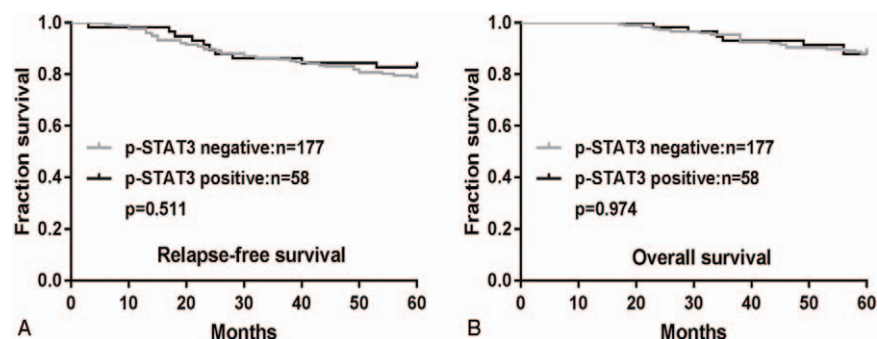 1.0
0.8
0.6
0.4
0.2
0.0
Fraction survival
p-STAT3 negative:n=177
p-STAT3 positive:n=58
p=0.511
Relapse-free survival
0 10 20 30 40 50 60
Months
A
1.0
0.8
0.6
0.4
0.2
0.0
Fraction survival
p-STAT3 negative:n=177
p-STAT3 positive:n=58
p=0.974
Overall survival
0 10 20 30 40 50 60
Months
B